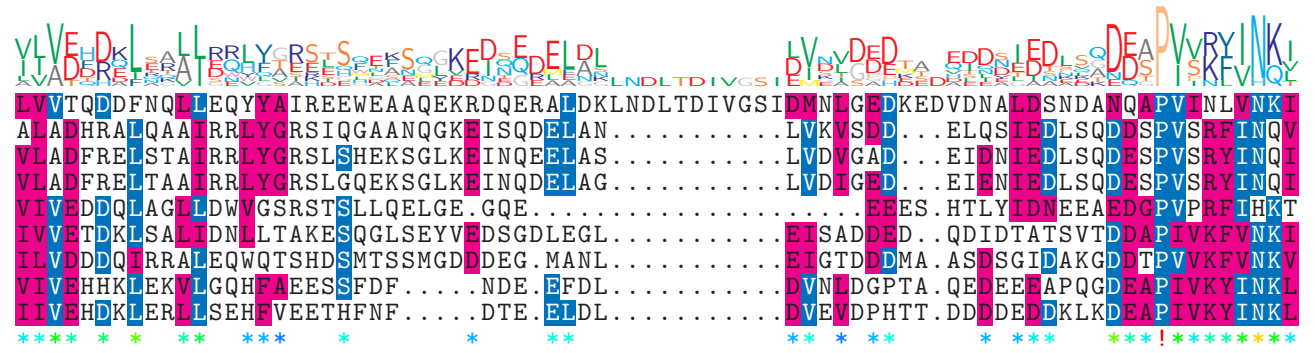 LVVTQDDFNQLLEQYYAIREEWEAAQEKRDQERALDKLNDLTDIVGSIDMNLGEDKEDVDNALDSNDANQAPVINLVNKI
ALADHRALQAAIRRLYGRSIQGAANQGKEISQDELAN...........LVKVSDD...ELQSIEDLSQDDSPVSRFINQV
VLADFRELSTAIRRLYGRSLSHEKSGLKEINQEELAS...........LVDVGAD...EIDNIEDLSQDESPVSRYINQI
VLADFRELTAAIRRLYGRSLGQEKSGLKEINQDELAG...........LVDIGED...EIENIEDLSQDESPVSRYINQI
VIVEDDQLAGLLDWVGSRSTSLLQELGE.GQE.....................EEES.HTLYIDNEEAEDGPVPRFIHKT
IVVETDKLSALIDNLLTAKESQGLSEYVEDSGDLEGL...........EISADDED..QDIDTATSVTDDAPIVKFVNKI
ILVDDDQIRRALEQWQTSHDSMTSSMGDDDEG.MANL...........EIGTDDDMA.ASDSGIDAKGDDTPVVKFVNKV
VIVEHHKLEKVLGQHFAEESSFDF.....NDE.EFDL...........DVNLDGPTA.QEDEEEAPQGDEAPIVKYINKL
IIVEHDKLERLLSEHFVEETHFNF.....DTE.ELDL...........DVEVDPHTT.DDDDEDDKLKDEAPIVKYINKL
**** * * ** *** * * ** ** * ** * *** ***!********